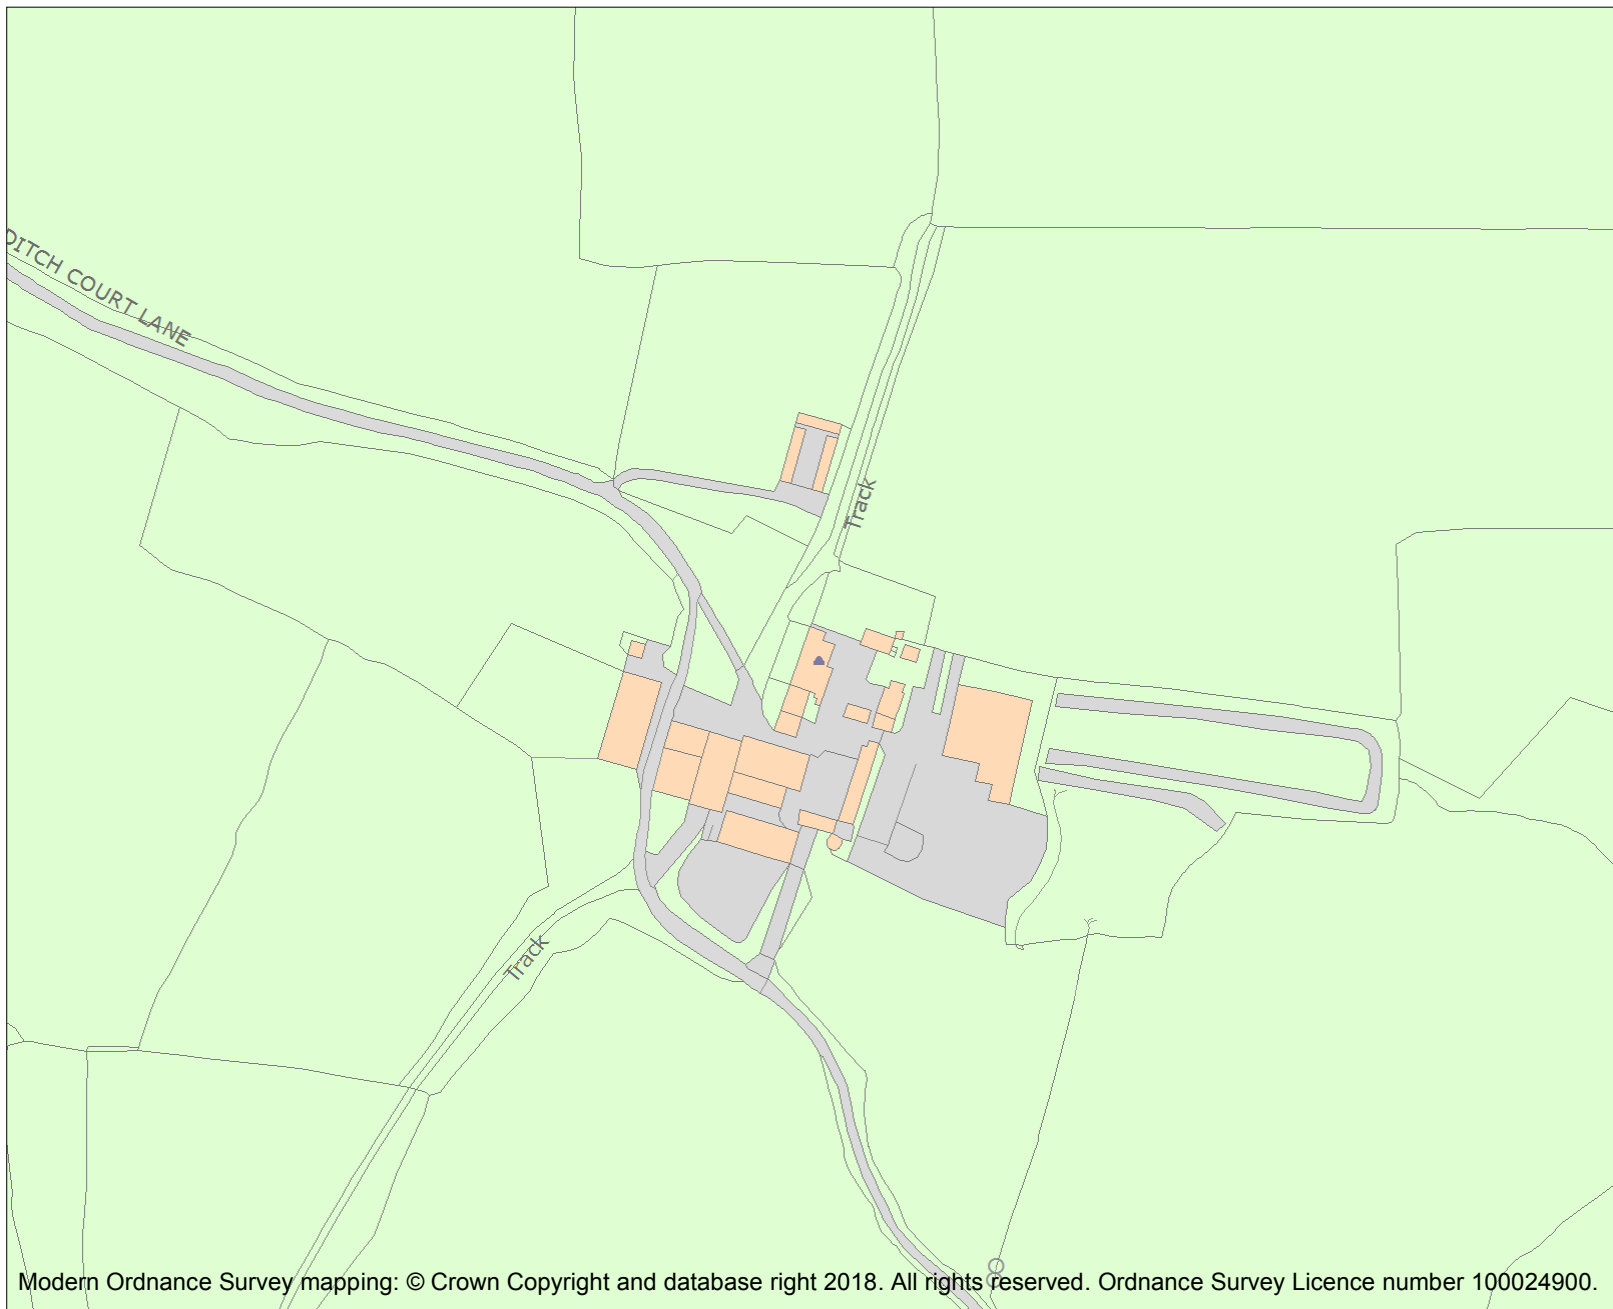 DITCH COURT LANE
Track
Track
Modern Ordnance Survey mapping: © Crown Copyright and database right 2018. All rights reserved. Ordnance Survey Licence number 100024900.